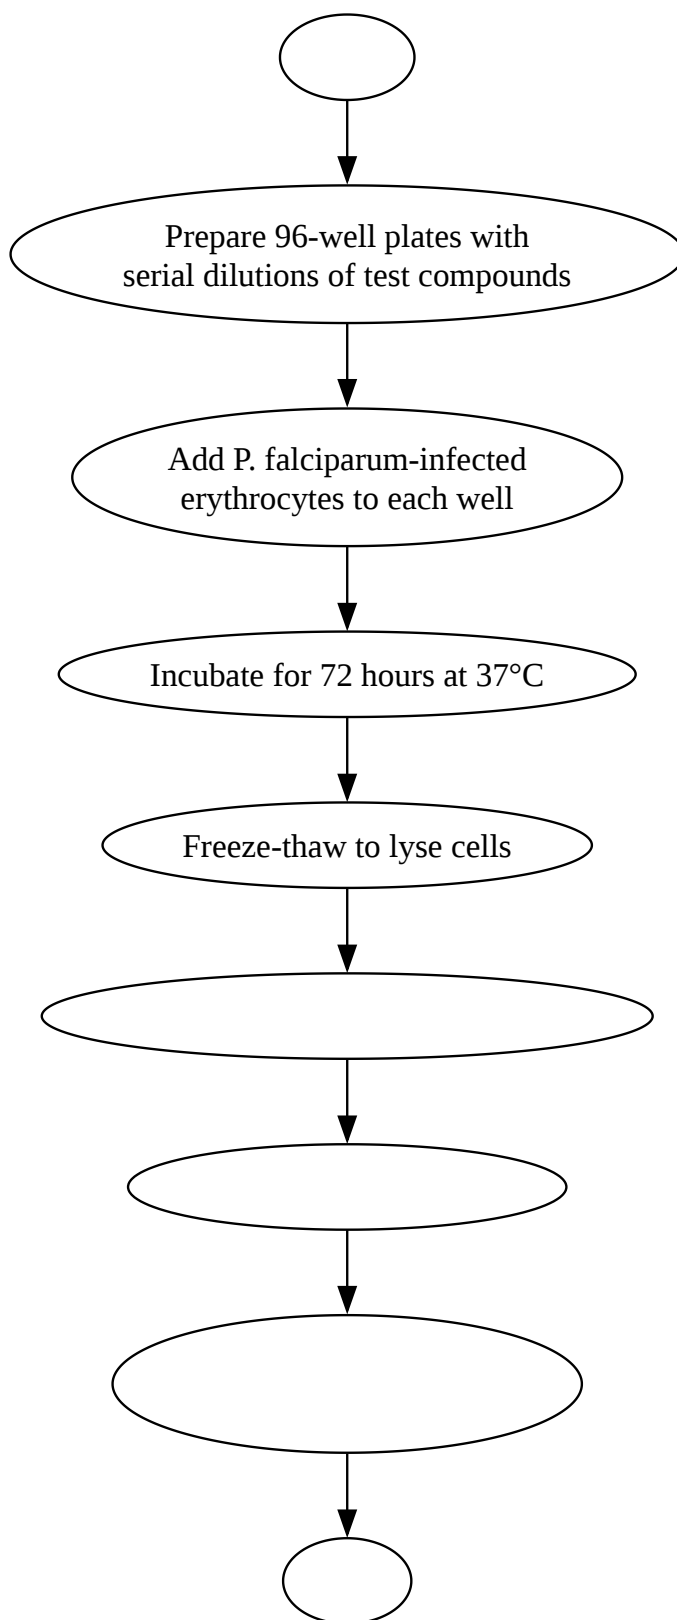 Prepare 96-well plates with
serial dilutions of test compounds
Add P. falciparum-infected
erythrocytes to each well
Incubate for 72 hours at 37°C
Freeze-thaw to lyse cells